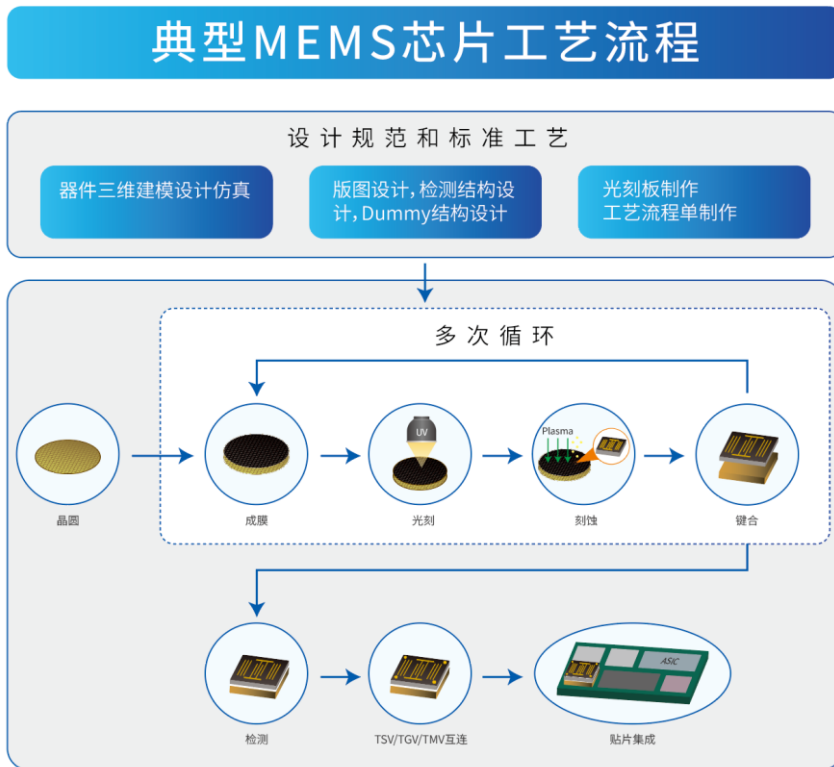 典型MEMS芯片工艺流程
设计规范和标准工艺
器件三维建模设计仿真
版图设计,检测结构设
计,Dummy结构设计
光刻板制作
工艺流程单制作
多次循环
UV
Plasma
晶圆
成膜
光刻
刻蚀
键合
ASIC
检测
TSV/TGV/TMV互连
贴片集成